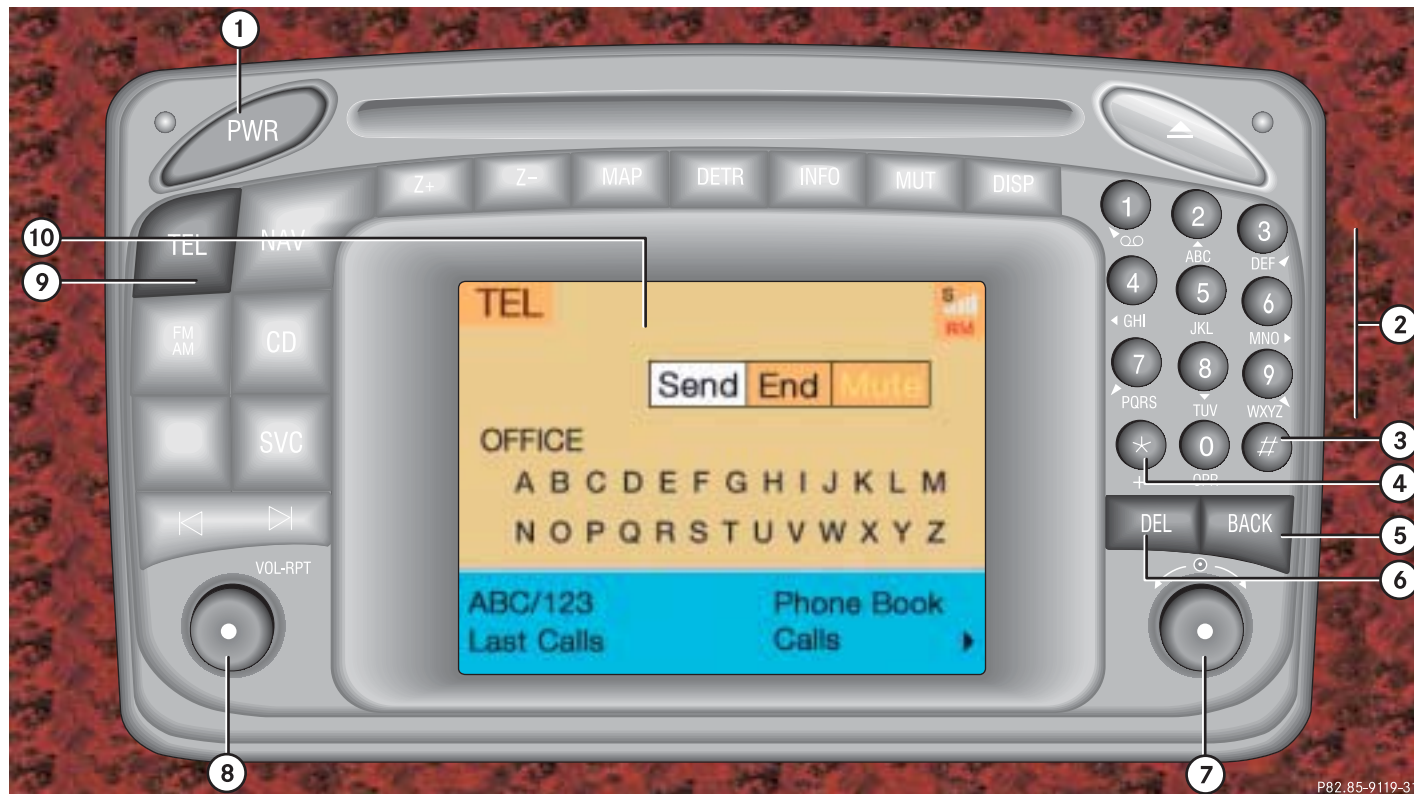 1
PWR
Z+ Z− MAP DETR INFO MUT DISP
TEL NAV
10
9
FM
AM
CD
SVC
VOL-RPT
8
TEL
S
RM
Send End Mute
OFFICE
A B C D E F G H I J K L M
N O P Q R S T U V W X Y Z
ABC/123 Phone Book
Last Calls Calls
1 2 3
ABC DEF
4 5 6
GHI JKL MNO
7 8 9
PQRS TUV WXYZ
* 0 #
+ OPR
2
3
4
DEL BACK
5
6
7
P82.85-9119-31